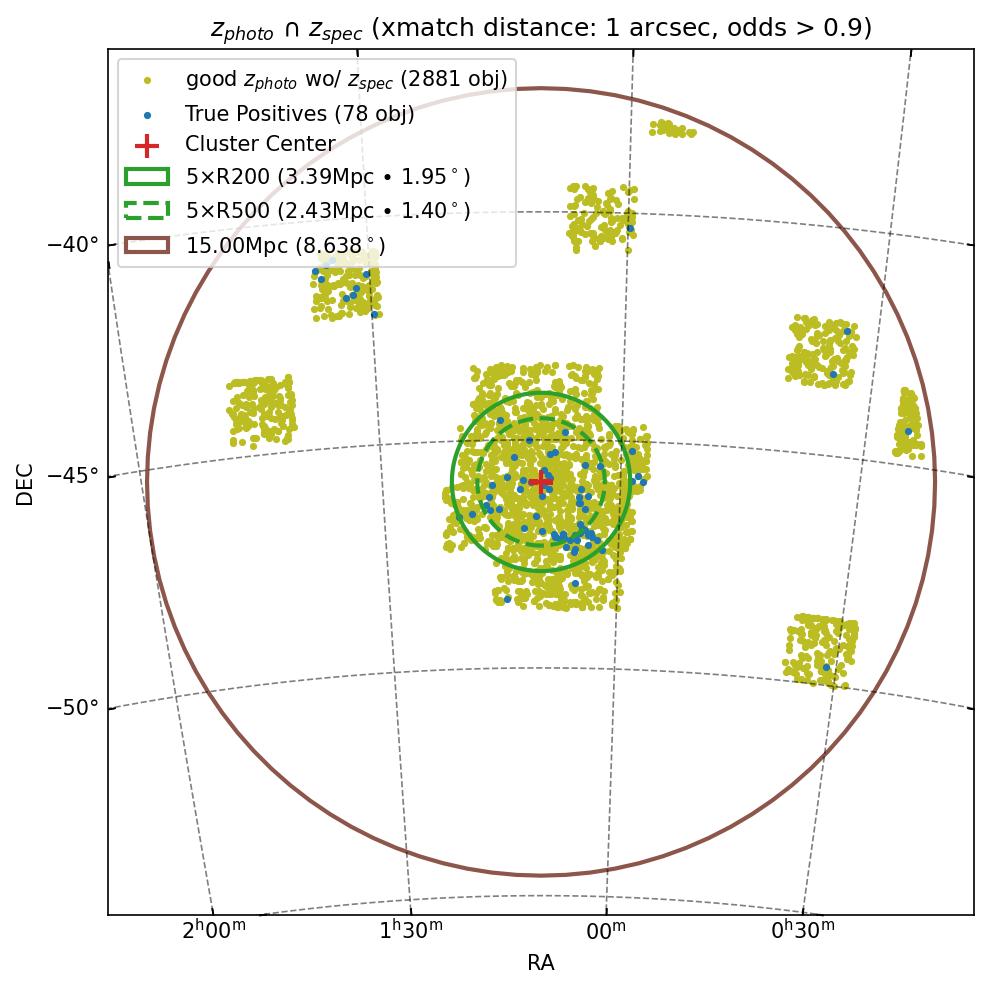 z_photo ∩ z_spec (xmatch distance: 1 arcsec, odds > 0.9)
good z_photo wo/ z_spec (2881 obj)
True Positives (78 obj)
Cluster Center
5×R200 (3.39Mpc • 1.95°)
5×R500 (2.43Mpc • 1.40°)
15.00Mpc (8.638°)
−40°
−45°
−50°
DEC
2ʰ00ᵐ 1ʰ30ᵐ 00ᵐ 0ʰ30ᵐ
RA